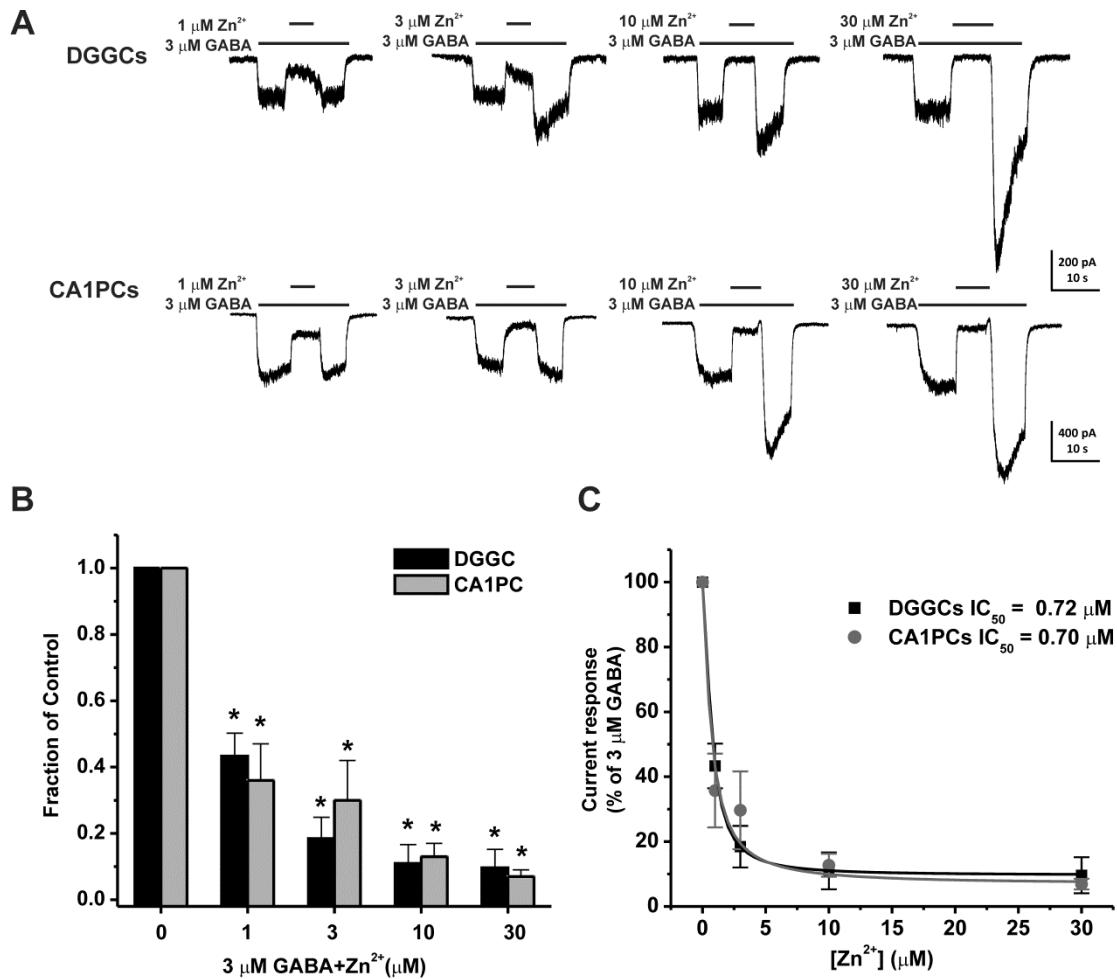 A
DGGCs
1 μM Zn²⁺
3 μM GABA
3 μM Zn²⁺
3 μM GABA
10 μM Zn²⁺
3 μM GABA
30 μM Zn²⁺
3 μM GABA
200 pA
10 s
CA1PCs
1 μM Zn²⁺
3 μM GABA
3 μM Zn²⁺
3 μM GABA
10 μM Zn²⁺
3 μM GABA
30 μM Zn²⁺
3 μM GABA
400 pA
10 s
B
Fraction of Control
1.0
0.8
0.6
0.4
0.2
0.0
DGGC
CA1PC
* * * * * * * *
0 1 3 10 30
3 μM GABA+Zn²⁺(μM)
C
Current response
(% of 3 μM GABA)
100
80
60
40
20
0
DGGCs IC₅₀ = 0.72 μM
CA1PCs IC₅₀ = 0.70 μM
0 5 10 15 20 25 30
[Zn²⁺] (μM)